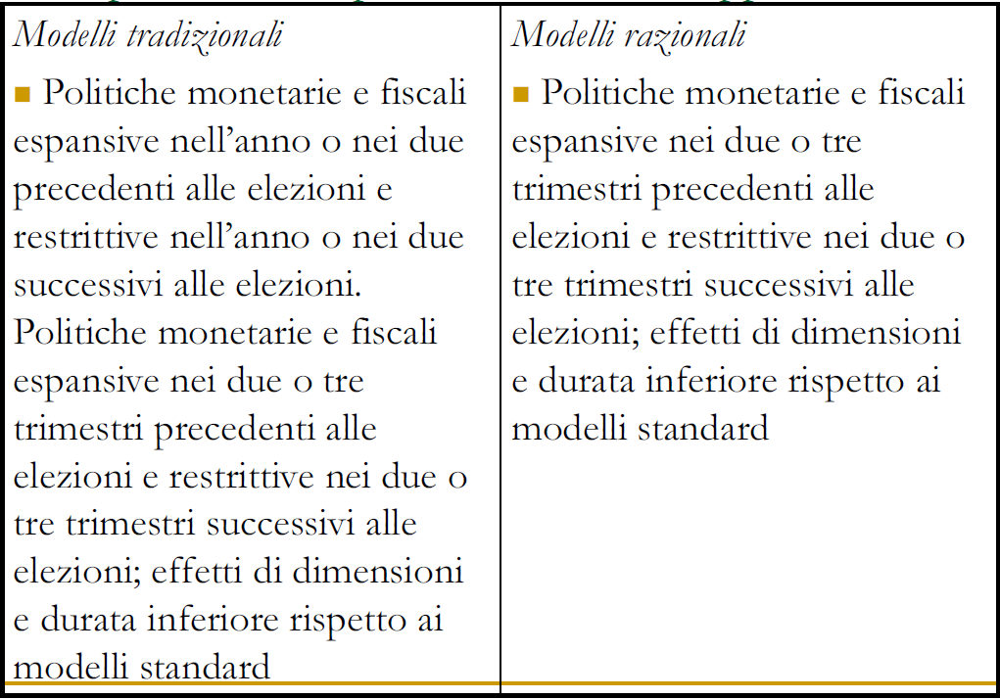 Modelli tradizionali
■ Politiche monetarie e fiscali
espansive nell’anno o nei due
precedenti alle elezioni e
restrittive nell’anno o nei due
successivi alle elezioni.
Politiche monetarie e fiscali
espansive nei due o tre
trimestri precedenti alle
elezioni e restrittive nei due o
tre trimestri successivi alle
elezioni; effetti di dimensioni
e durata inferiore rispetto ai
modelli standard
Modelli razionali
■ Politiche monetarie e fiscali
espansive nei due o tre
trimestri precedenti alle
elezioni e restrittive nei due o
tre trimestri successivi alle
elezioni; effetti di dimensioni
e durata inferiore rispetto ai
modelli standard